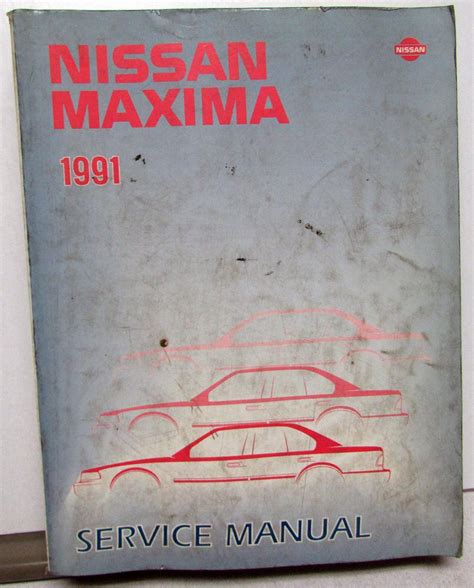 NISSAN
MAXIMA
NISSAN
1991
SERVICE MANUAL